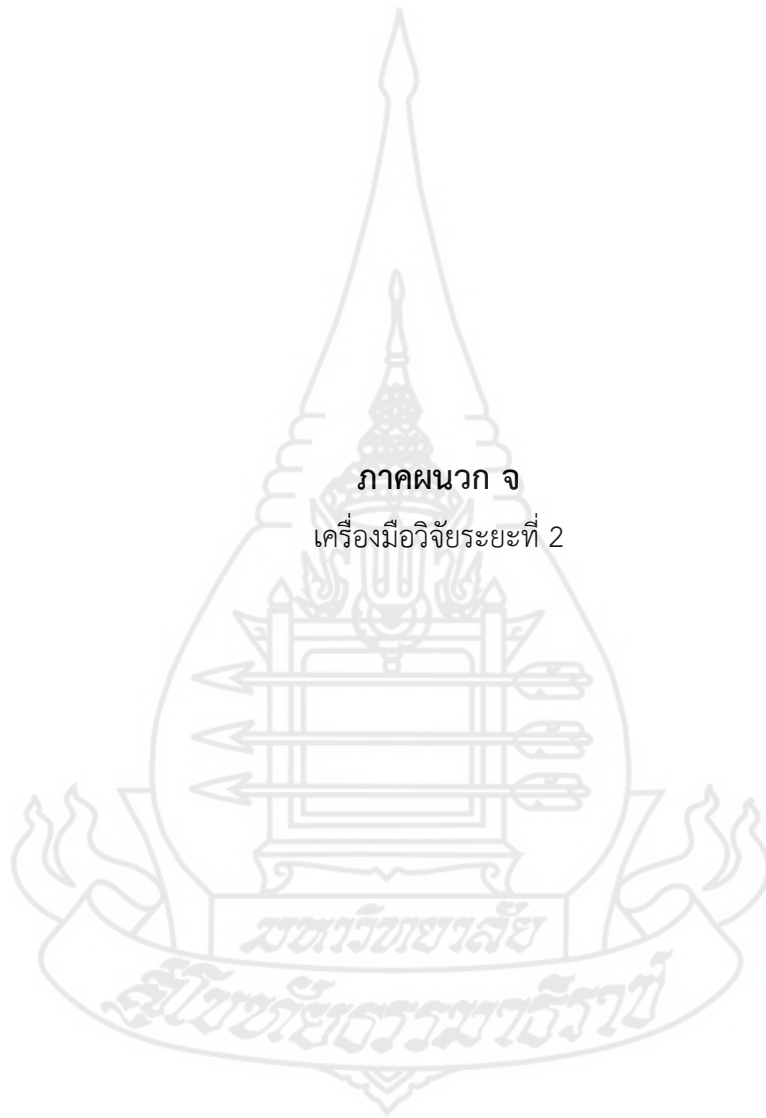 ภาคผนวก จ
เครื่องมือวิจัยระยะที่ 2
มหาวิทยาลัย
สุโขทัยธรรมาธิราช